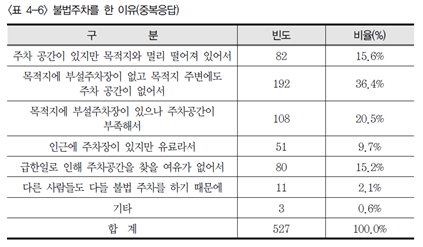 <표 4-6> 불법주차를 한 이유(중복응답)
구 분 빈도 비율(%)
주차 공간이 있지만 목적지와 멀리 떨어져 있어서 82 15.6%
목적지에 부설주차장이 없고 목적지 주변에도
주차 공간이 없어서 192 36.4%
목적지에 부설주차장이 있으나 주차공간이
부족해서 108 20.5%
인근에 주차장이 있지만 유료라서 51 9.7%
급한일로 인해 주차공간을 찾을 여유가 없어서 80 15.2%
다른 사람들도 다들 불법 주차를 하기 때문에 11 2.1%
기타 3 0.6%
합 계 527 100.0%